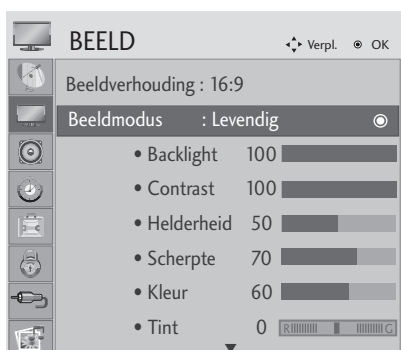 BEELD Verpl. OK
Beeldverhouding : 16:9
Beeldmodus : Levendig
• Backlight 100
• Contrast 100
• Helderheid 50
• Scherpte 70
• Kleur 60
• Tint 0 R G